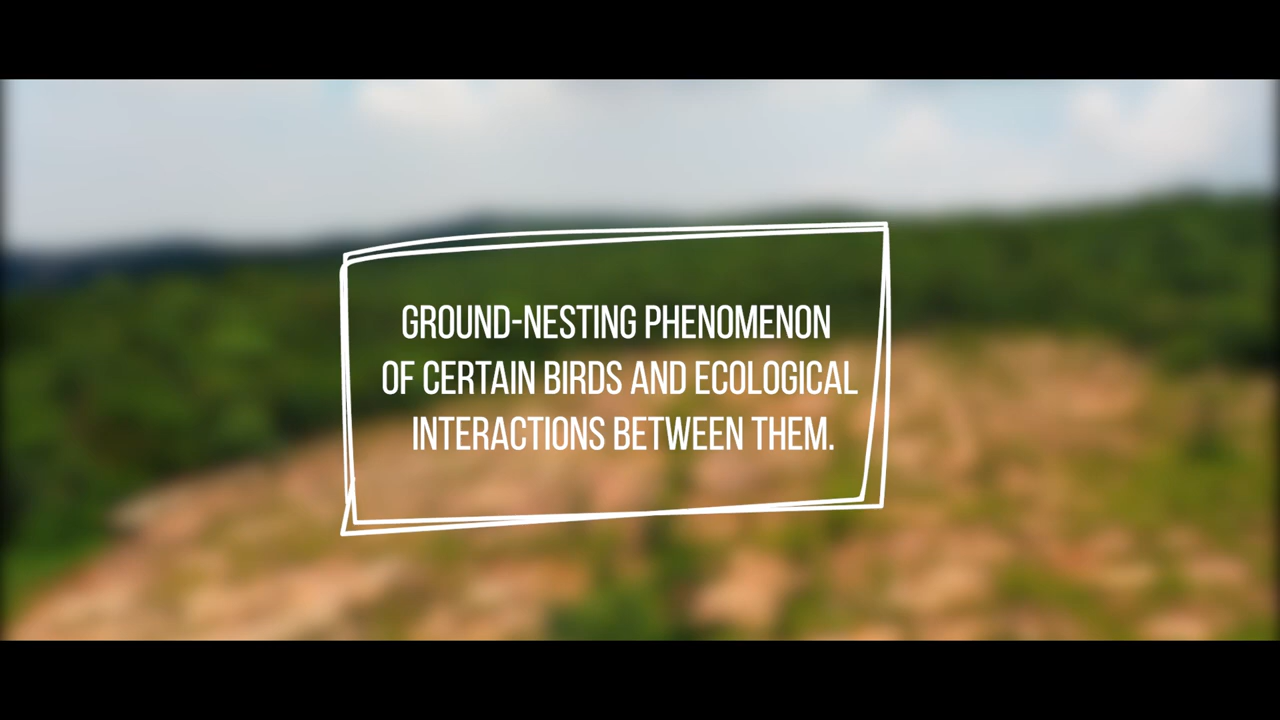 GROUND-NESTING PHENOMENON
OF CERTAIN BIRDS AND ECOLOGICAL
INTERACTIONS BETWEEN THEM.